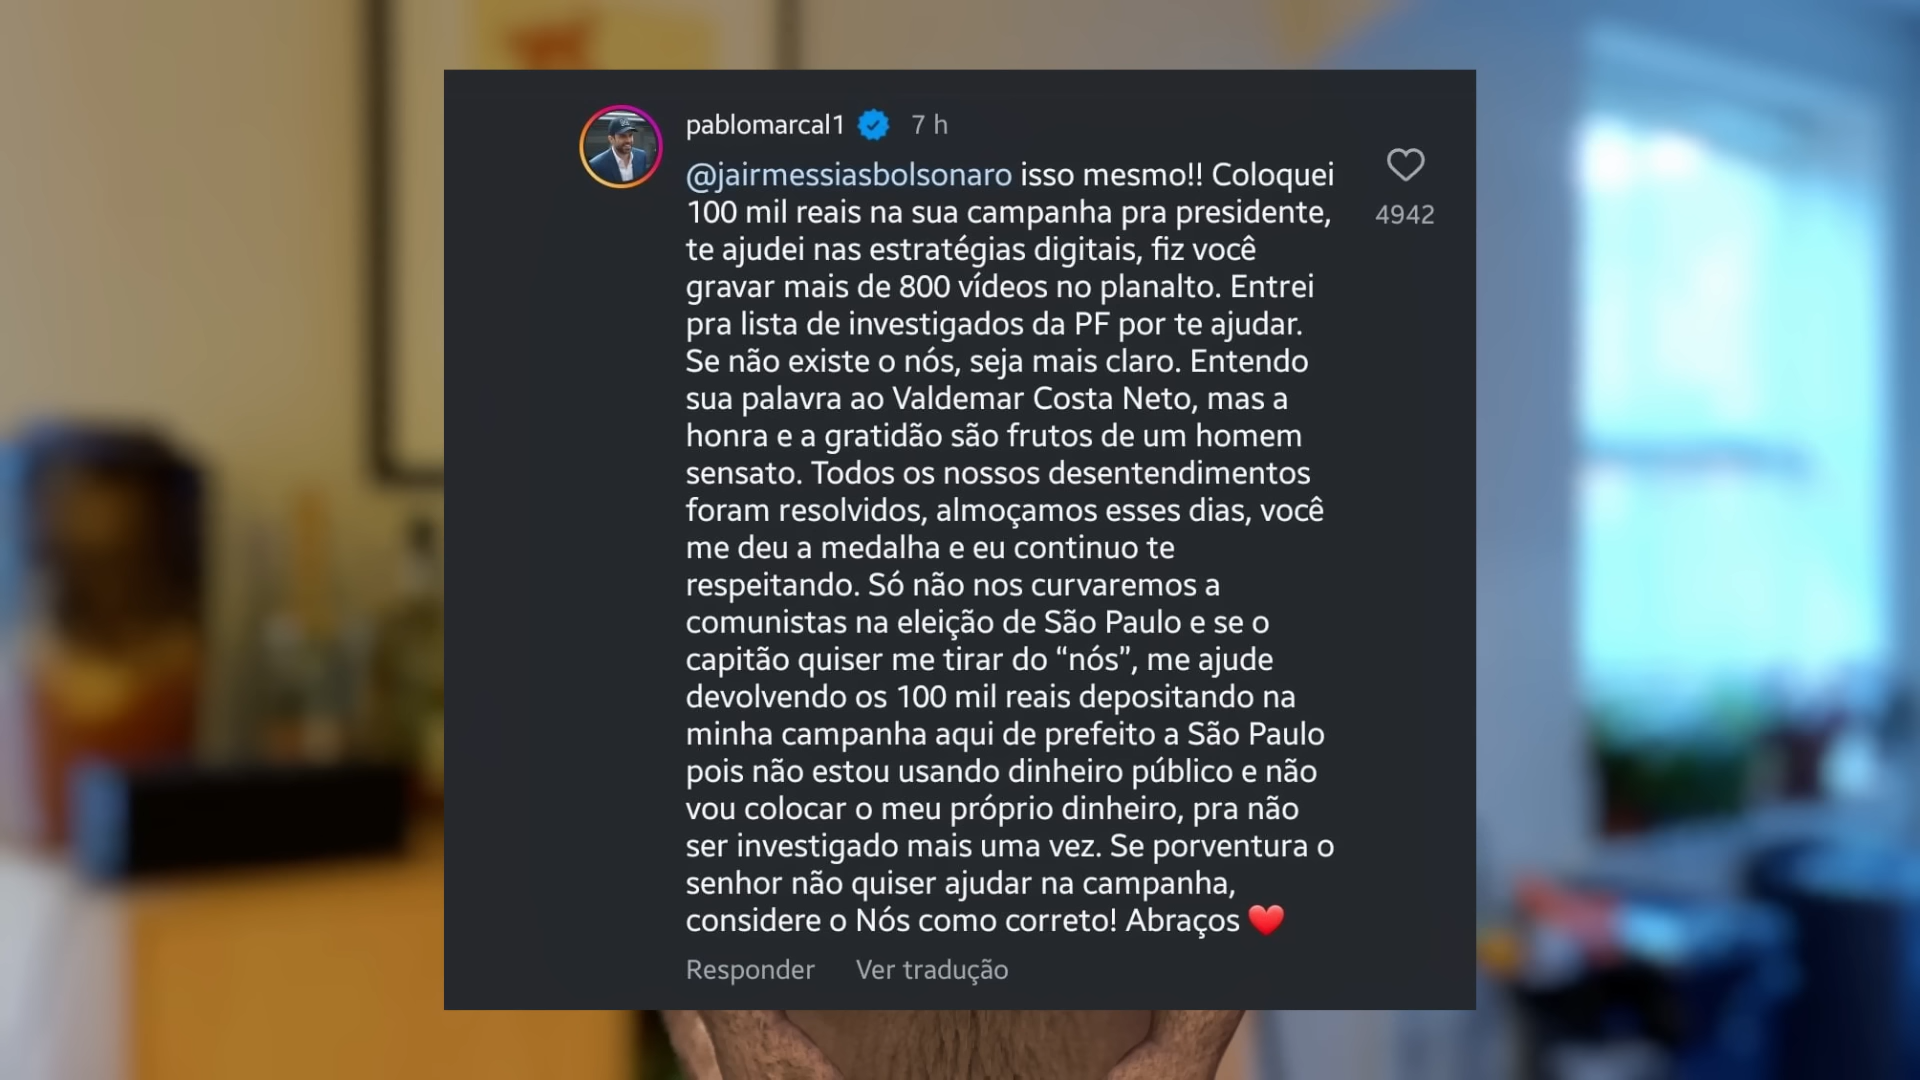 pablomarcal1 7 h
@jairmessiasbolsonaro isso mesmo!! Coloquei
100 mil reais na sua campanha pra presidente,
te ajudei nas estratégias digitais, fiz você
gravar mais de 800 vídeos no planalto. Entrei
pra lista de investigados da PF por te ajudar.
Se não existe o nós, seja mais claro. Entendo
sua palavra ao Valdemar Costa Neto, mas a
honra e a gratidão são frutos de um homem
sensato. Todos os nossos desentendimentos
foram resolvidos, almoçamos esses dias, você
me deu a medalha e eu continuo te
respeitando. Só não nos curvaremos a
comunistas na eleição de São Paulo e se o
capitão quiser me tirar do “nós”, me ajude
devolvendo os 100 mil reais depositando na
minha campanha aqui de prefeito a São Paulo
pois não estou usando dinheiro público e não
vou colocar o meu próprio dinheiro, pra não
ser investigado mais uma vez. Se porventura o
senhor não quiser ajudar na campanha,
considere o Nós como correto! Abraços ❤️
4942
Responder Ver tradução